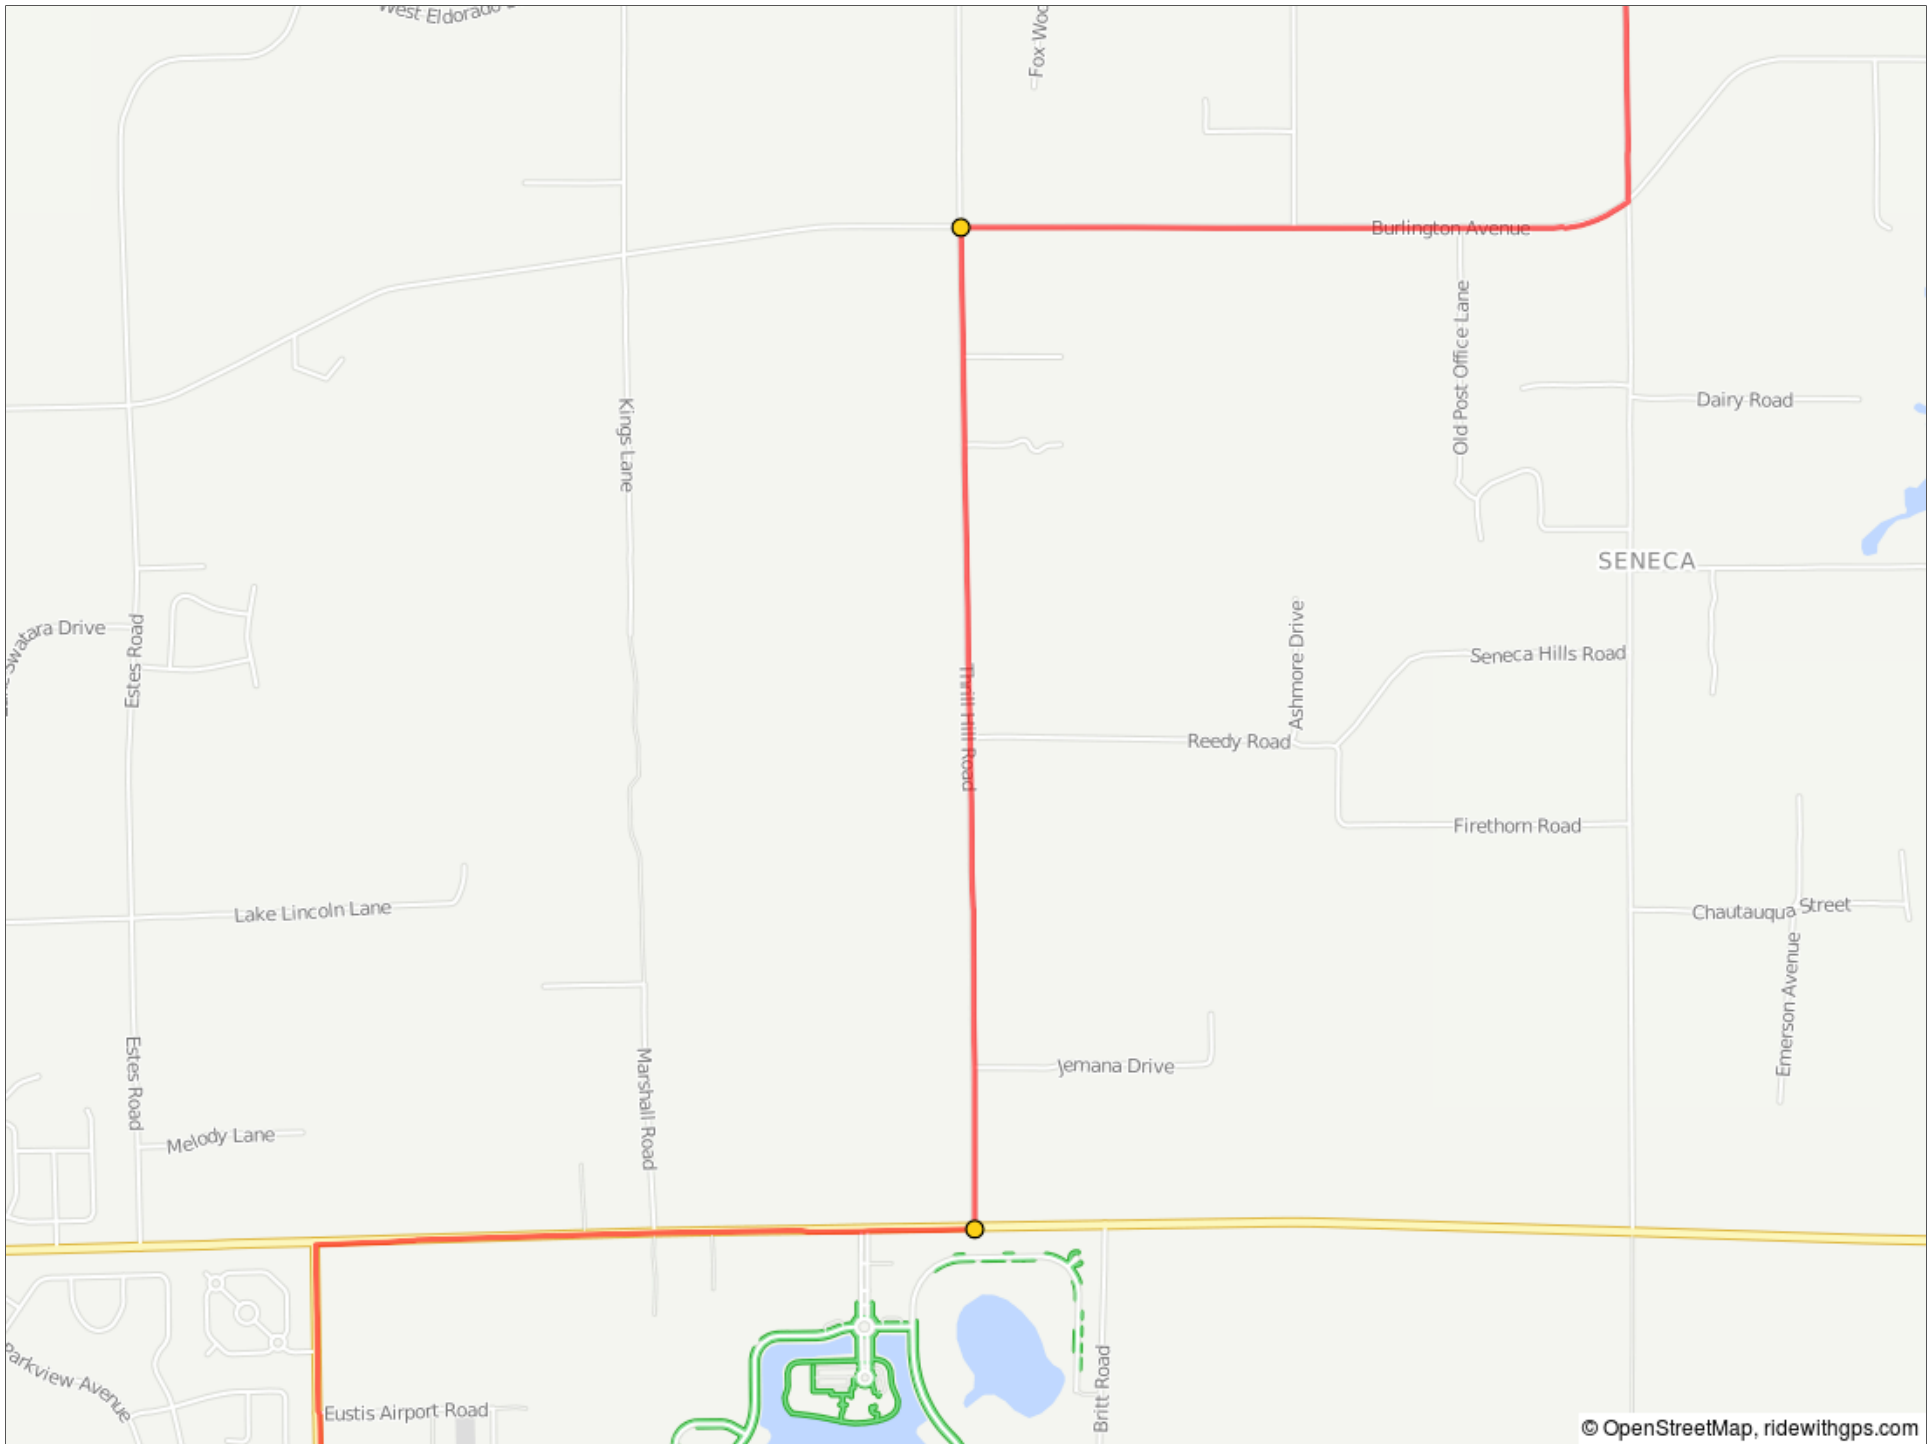 West Eldorado
Fox Woo
Burlington Avenue
Old Post Office Lane
Kings Lane
Dairy Road
SENECA
Swatara Drive
Estes Road
Ashmore Drive
Seneca Hills Road
Thrill Hill Road
Reedy Road
Firethorn Road
Lake Lincoln Lane
Chautauqua Street
Emerson Avenue
Estes Road
Marshall Road
Jemana Drive
Melody Lane
Parkview Avenue
Britt Road
Eustis Airport Road
© OpenStreetMap, ridewithgps.com